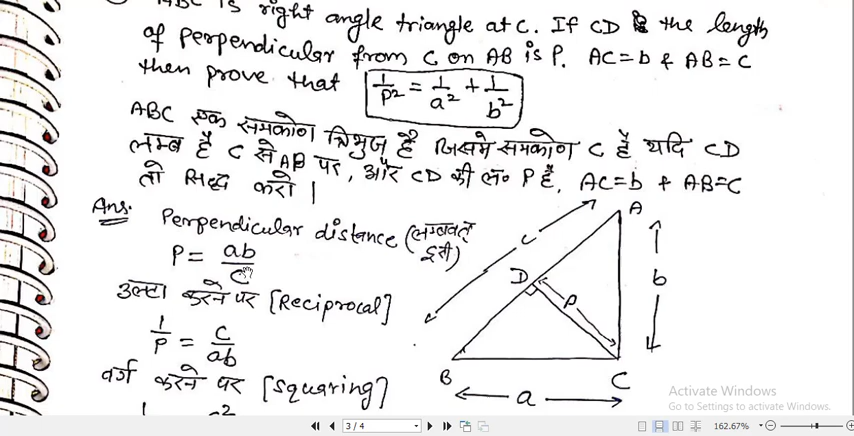 ABC is right angle triangle at C. If CD is the length
of perpendicular from C on AB is P. AC=b & AB=C
then prove that 1/P² = 1/a² + 1/b²
ABC एक समकोण त्रिभुज है जिसमे समकोण C है यदि CD
लम्ब है C से AB पर, और CD की ल० P है, AC=b & AB=C
तो सिद्ध करो |
Ans: Perpendicular distance (लम्बवत्
दूरी)
P = ab/c
उल्टा करने पर [Reciprocal]
1/P = c/ab
वर्ग करने पर [Squaring]
A
c
D
P
b
B
C
a
Activate Windows
Go to Settings to activate Windows.
3 / 4
162.67%